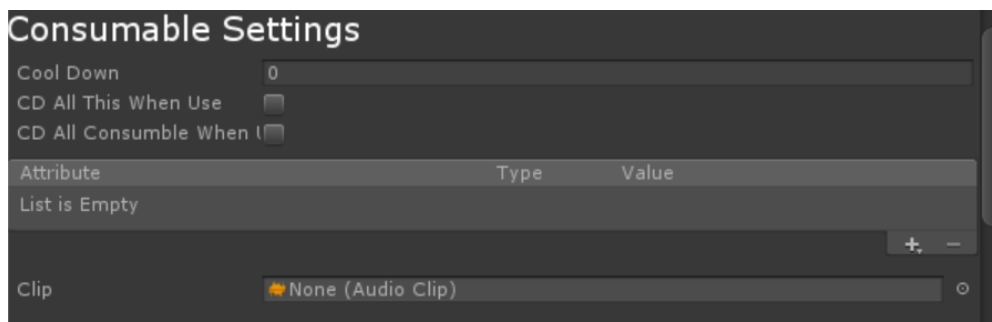 Consumable Settings
Cool Down 0
CD All This When Use
CD All Consumble When
Attribute Type Value
List is Empty
Clip None (Audio Clip)